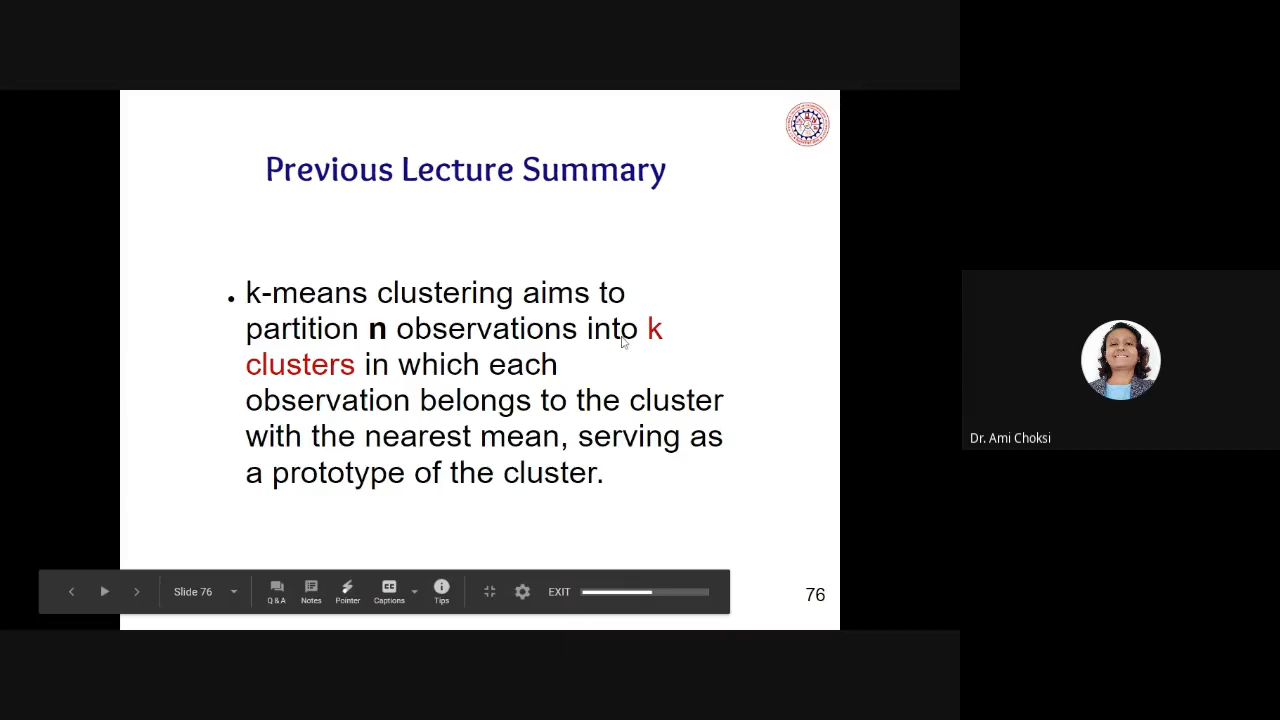 Previous Lecture Summary
• k-means clustering aims to
partition n observations into k
clusters in which each
observation belongs to the cluster
with the nearest mean, serving as
a prototype of the cluster.
Dr. Ami Choksi
Slide 76
Q & A
Notes
Pointer
CC
Captions
Tips
EXIT
76